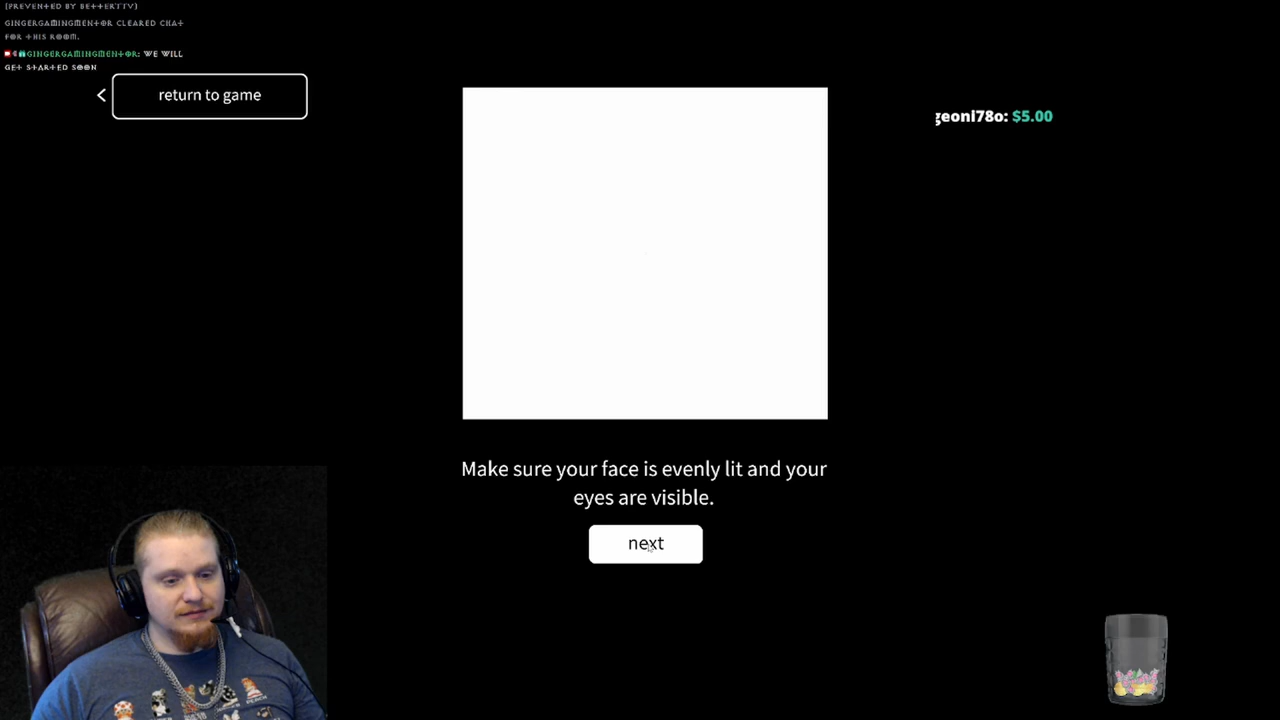 (PREVENTED BY BETTERTTV)
GINGERGAMINGMENTOR CLEARED CHAT
FOR THIS ROOM.
GINGERGAMINGMENTOR: WE WILL
GET STARTED SOON
return to game
geoni78o: $5.00
Make sure your face is evenly lit and your
eyes are visible.
next